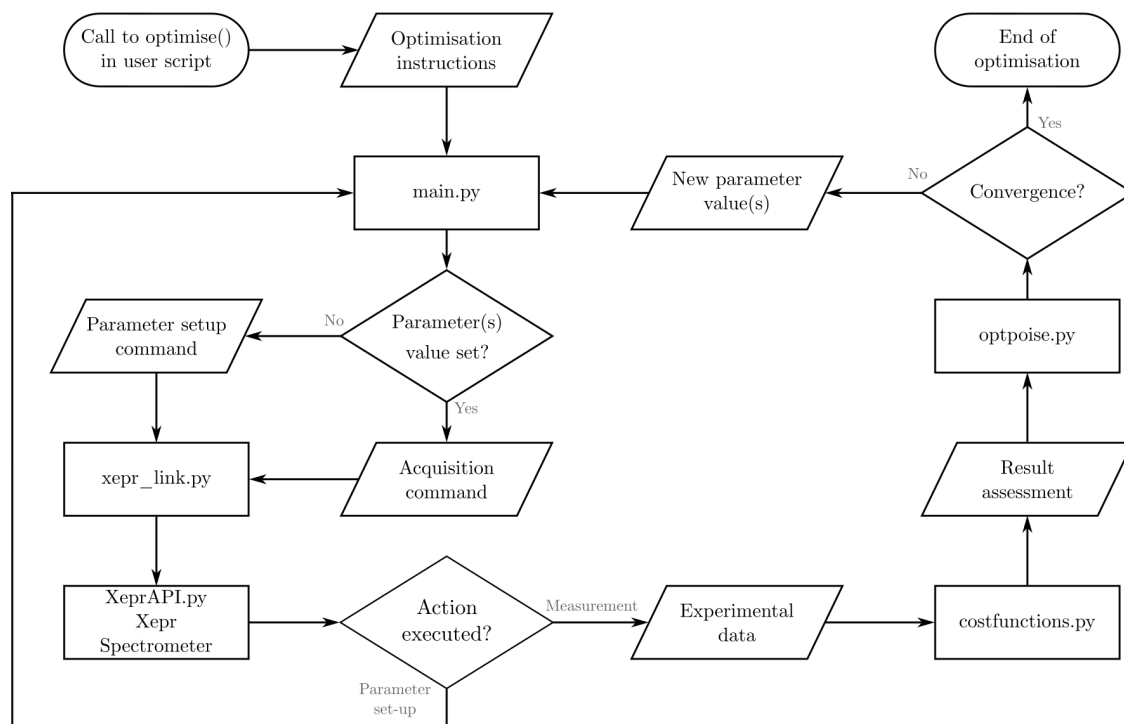 Call to optimise()
in user script
Optimisation
instructions
End of
optimisation
Yes
No
main.py
New parameter
value(s)
Convergence?
Parameter setup
command
No
Parameter(s)
value set?
optpoise.py
Yes
xepr_link.py
Acquisition
command
Result
assessment
XeprAPI.py
Xepr
Spectrometer
Action
executed?
Measurement
Experimental
data
costfunctions.py
Parameter
set-up